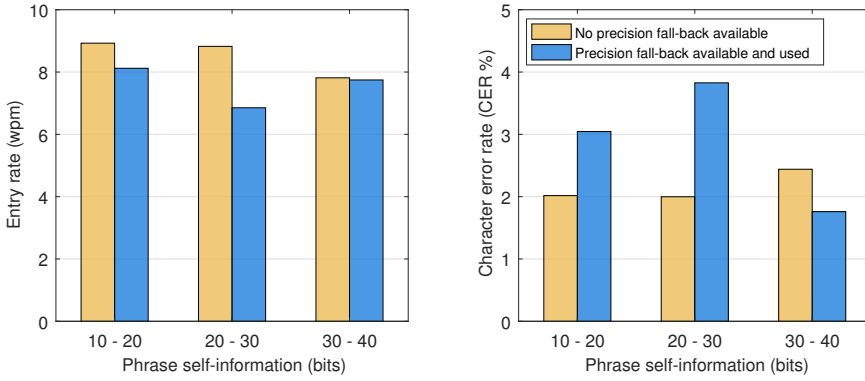 10
8
6
4
2
0
Entry rate (wpm)
10 - 20
20 - 30
30 - 40
Phrase self-information (bits)
5
4
3
2
1
0
Character error rate (CER %)
No precision fall-back available
Precision fall-back available and used
10 - 20
20 - 30
30 - 40
Phrase self-information (bits)